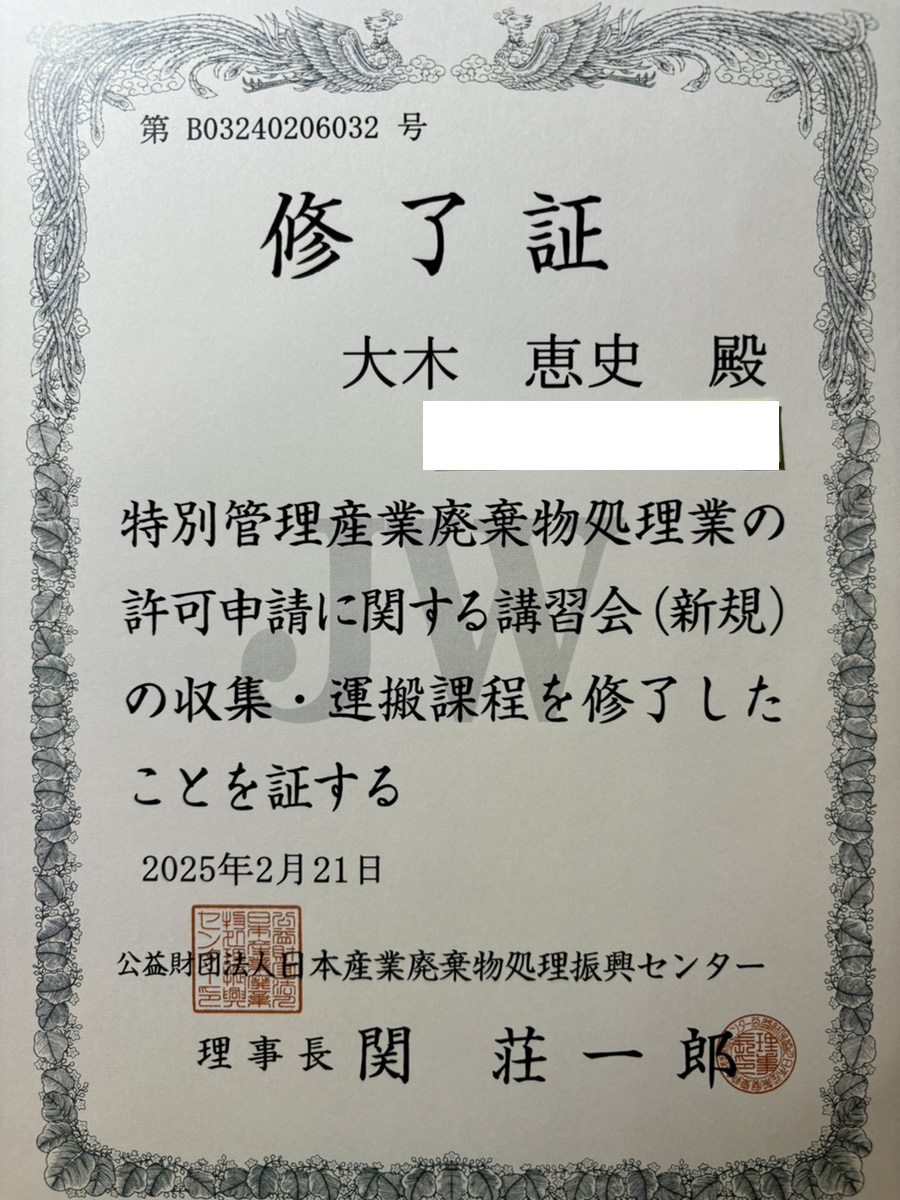 第 B03240206032 号
修了証
大木 恵史 殿
特別管理産業廃棄物処理業の
許可申請に関する講習会(新規)
の収集・運搬課程を修了した
ことを証する
JW
2025年2月21日
公益財団法人日本産業廃棄物処理振興センター
理事長 関 荘一郎